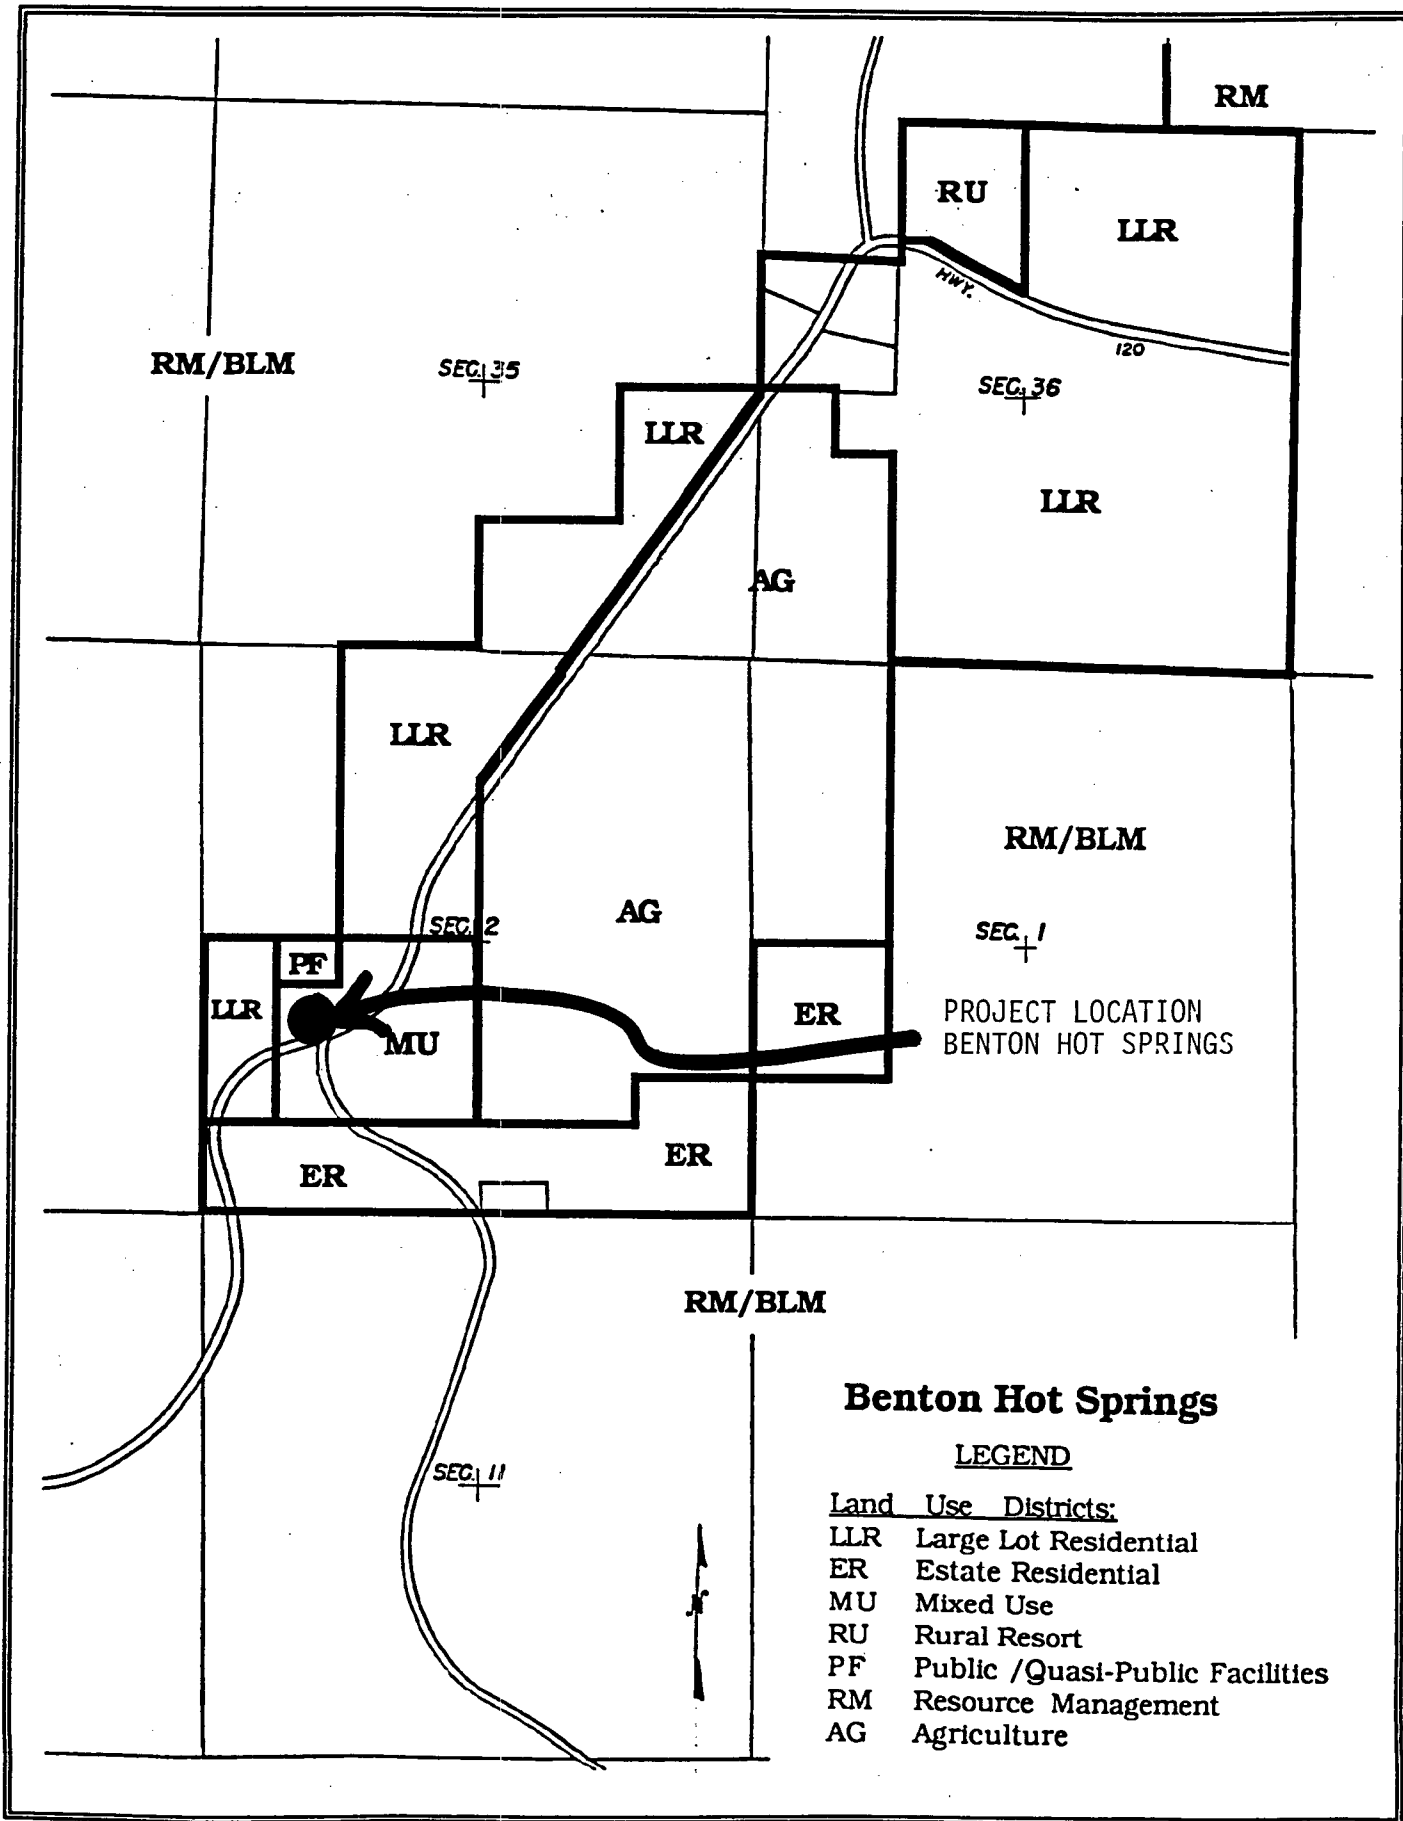 RM
RU
LLR
HWY.
120
RM/BLM
SEC. 35
SEC. 36
LLR
LLR
AG
LLR
RM/BLM
AG
SEC. 2
SEC. 1
PF
LLR
ER
PROJECT LOCATION
BENTON HOT SPRINGS
MU
ER
ER
RM/BLM
Benton Hot Springs
LEGEND
SEC. 11
Land Use Districts:
LLR Large Lot Residential
ER Estate Residential
MU Mixed Use
N
RU Rural Resort
PF Public /Quasi-Public Facilities
RM Resource Management
AG Agriculture